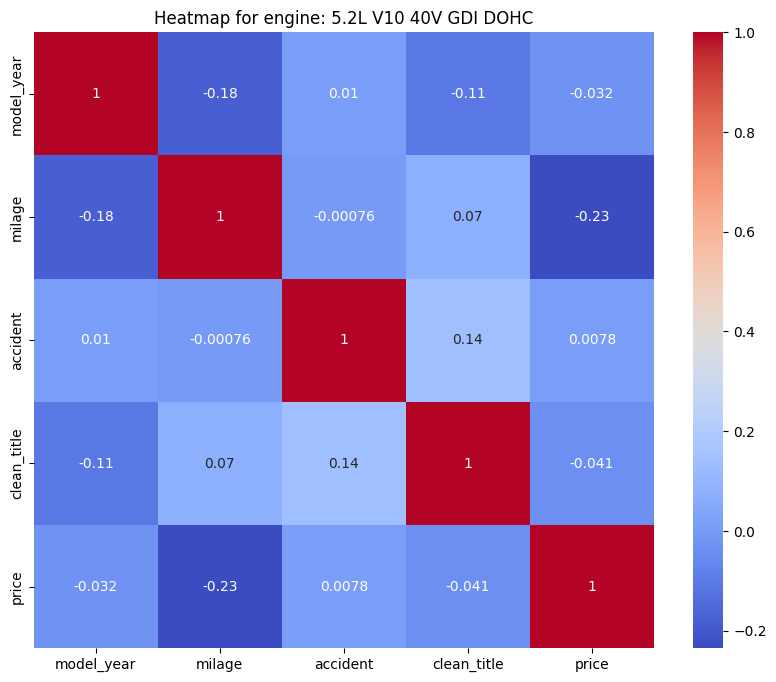 Heatmap for engine: 5.2L V10 40V GDI DOHC
model_year 1 -0.18 0.01 -0.11 -0.032
milage -0.18 1 -0.00076 0.07 -0.23
accident 0.01 -0.00076 1 0.14 0.0078
clean_title -0.11 0.07 0.14 1 -0.041
price -0.032 -0.23 0.0078 -0.041 1
model_year milage accident clean_title price
1.0
0.8
0.6
0.4
0.2
0.0
−0.2